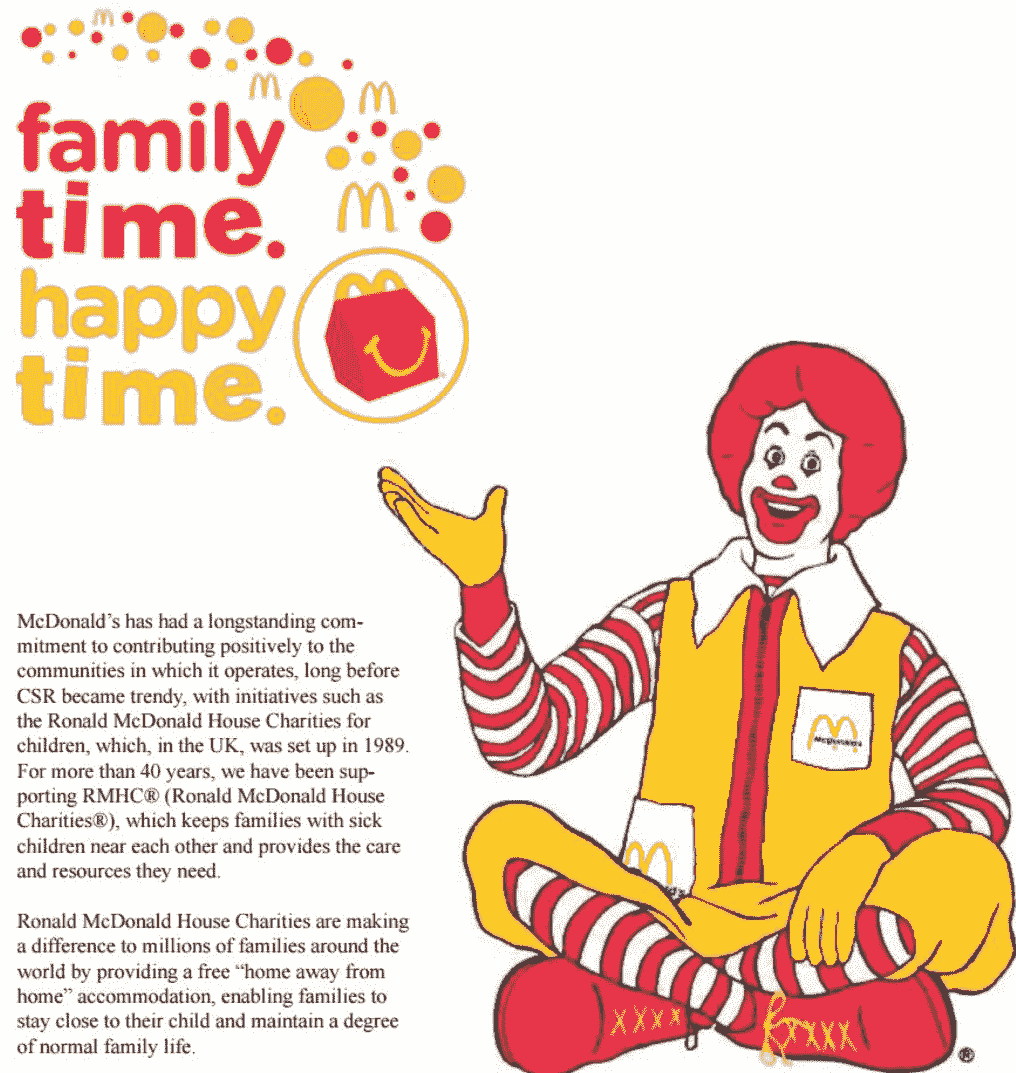 family
time.
happy
time.
McDonald's has had a longstanding com-
mitment to contributing positively to the
communities in which it operates, long before
CSR became trendy, with initiatives such as
the Ronald McDonald House Charities for
children, which, in the UK, was set up in 1989.
For more than 40 years, we have been sup-
porting RMHC® (Ronald McDonald House
Charities®), which keeps families with sick
children near each other and provides the care
and resources they need.
Ronald McDonald House Charities are making
a difference to millions of families around the
world by providing a free “home away from
home” accommodation, enabling families to
stay close to their child and maintain a degree
of normal family life.
McDonald's
®